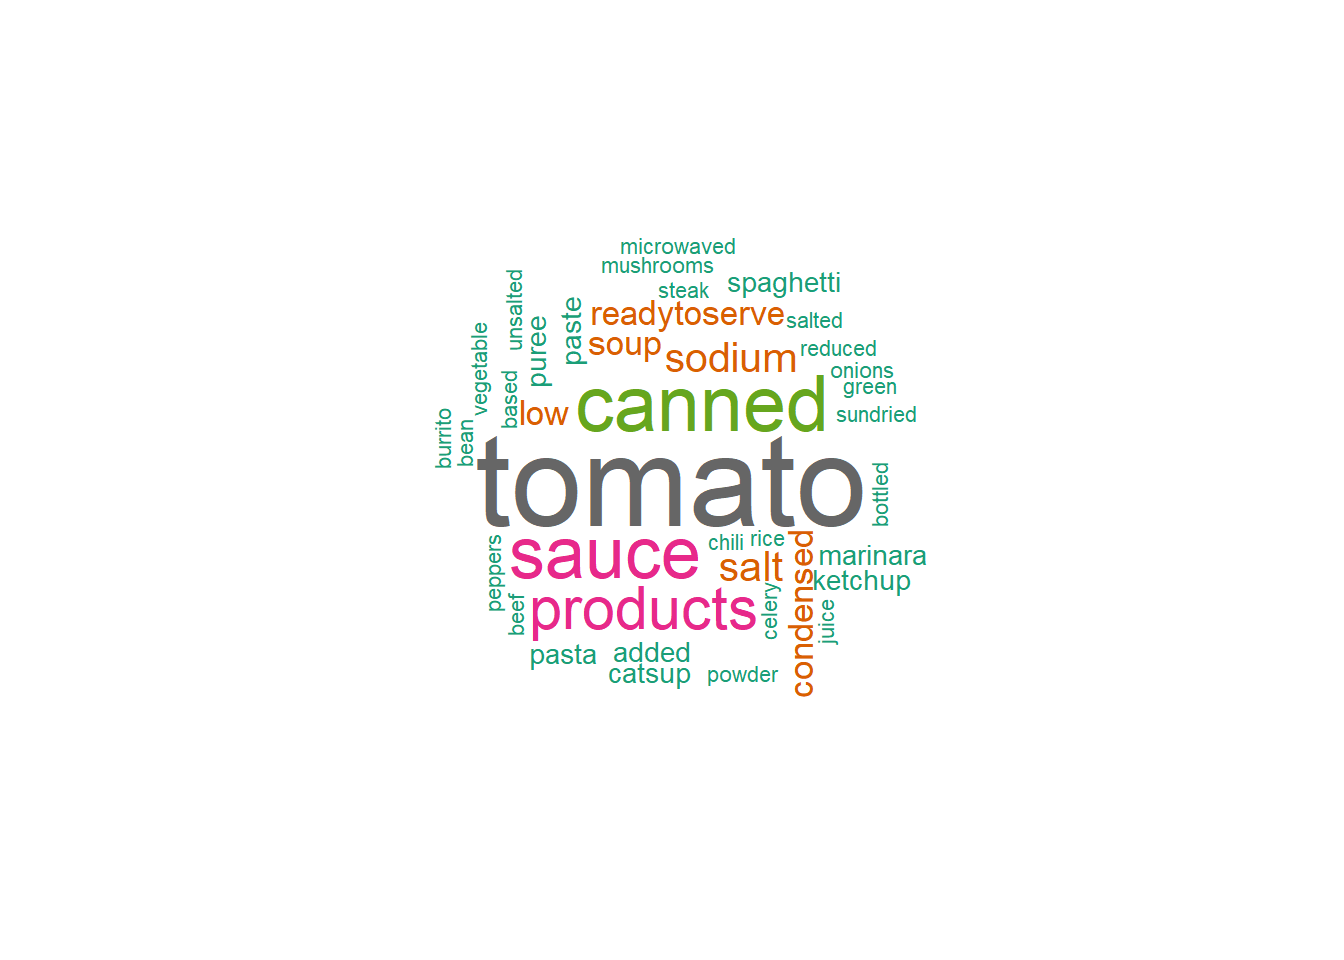 microwaved
mushrooms
steak
spaghetti
unsalted
puree
paste
readytoserve
salted
vegetable
soup
sodium
reduced
onions
green
based
low
canned
sundried
burrito
bean
tomato
bottled
peppers
sauce
chili
rice
salt
condensed
marinara
ketchup
beef
products
celery
juice
pasta
added
catsup
powder